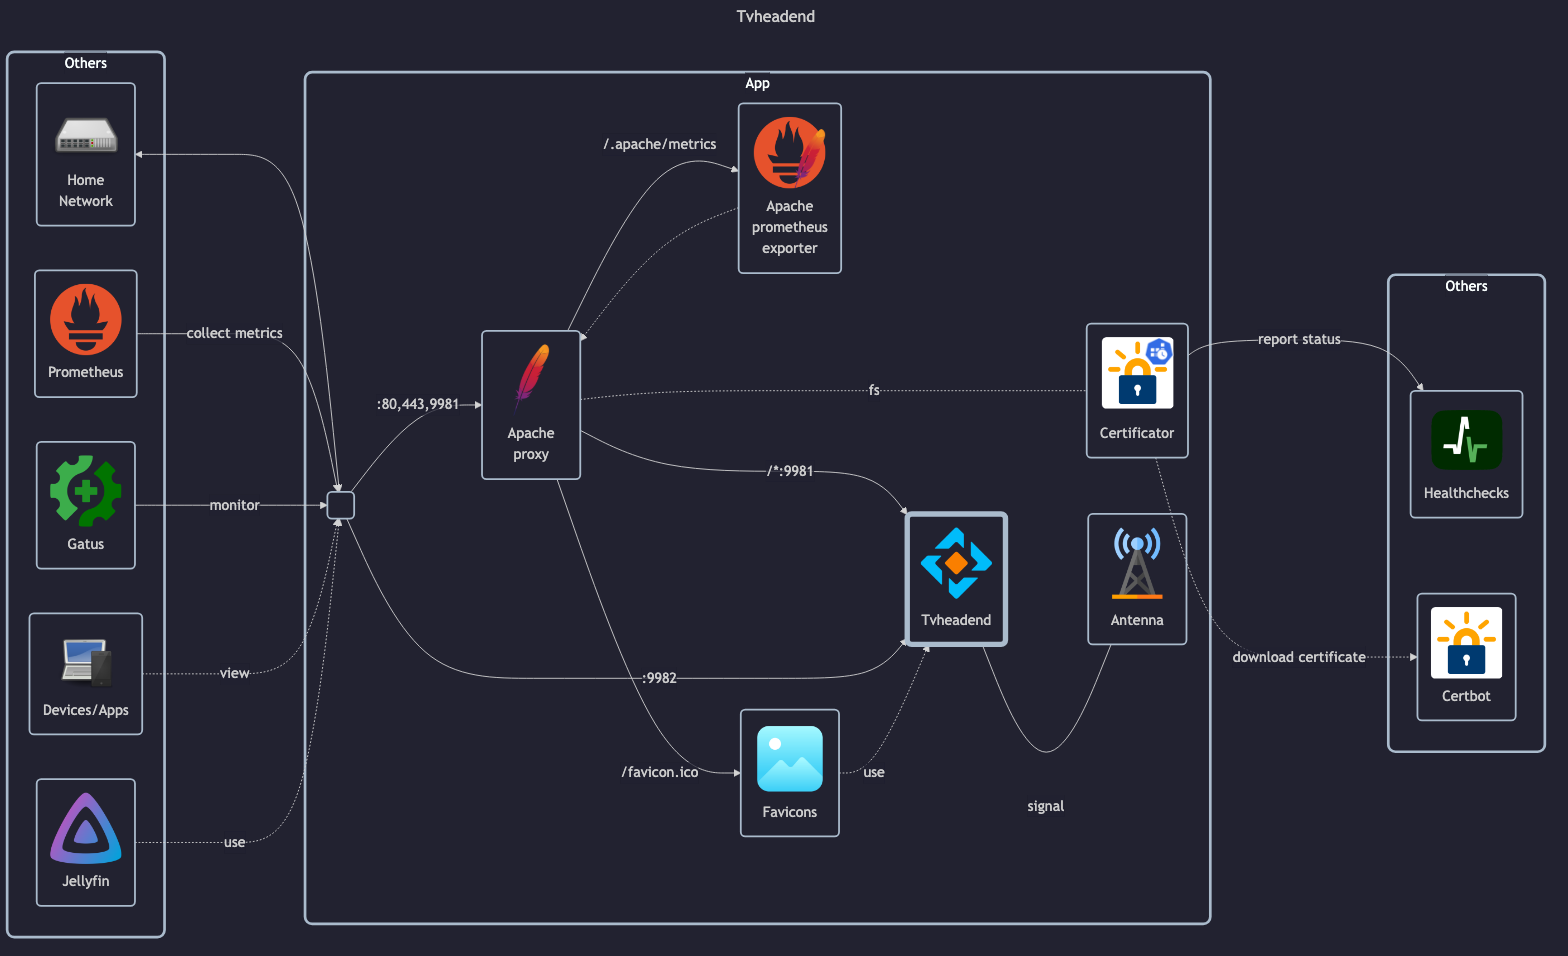 Tvheadend
Others
Home
Network
Prometheus
Gatus
Devices/Apps
Jellyfin
collect metrics
monitor
view
use
App
:80,443,9981
Apache
proxy
/.apache/metrics
Apache
prometheus
exporter
fs
/*:9981
:9982
/favicon.ico
Favicons
use
Tvheadend
signal
Certificator
Antenna
report status
download certificate
Others
Healthchecks
Certbot